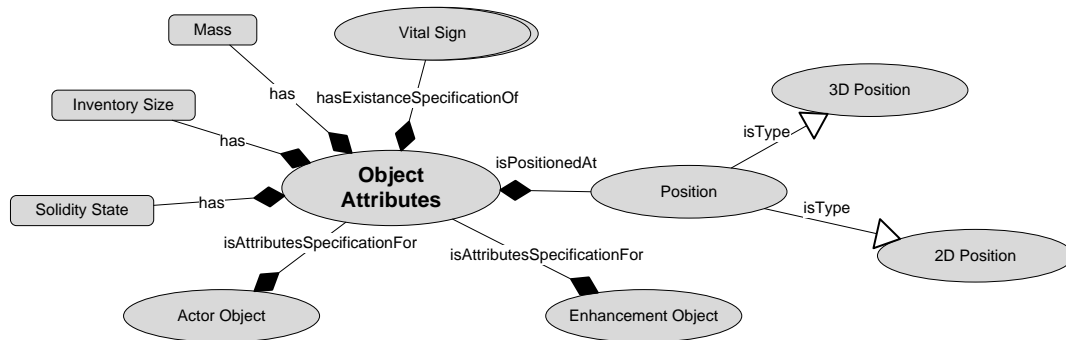 Mass
Vital Sign
has
hasExistanceSpecificationOf
Inventory Size
has
3D Position
isType
isPositionedAt
Object
Attributes
Position
Solidity State
has
isType
isAttributesSpecificationFor
isAttributesSpecificationFor
2D Position
Actor Object
Enhancement Object